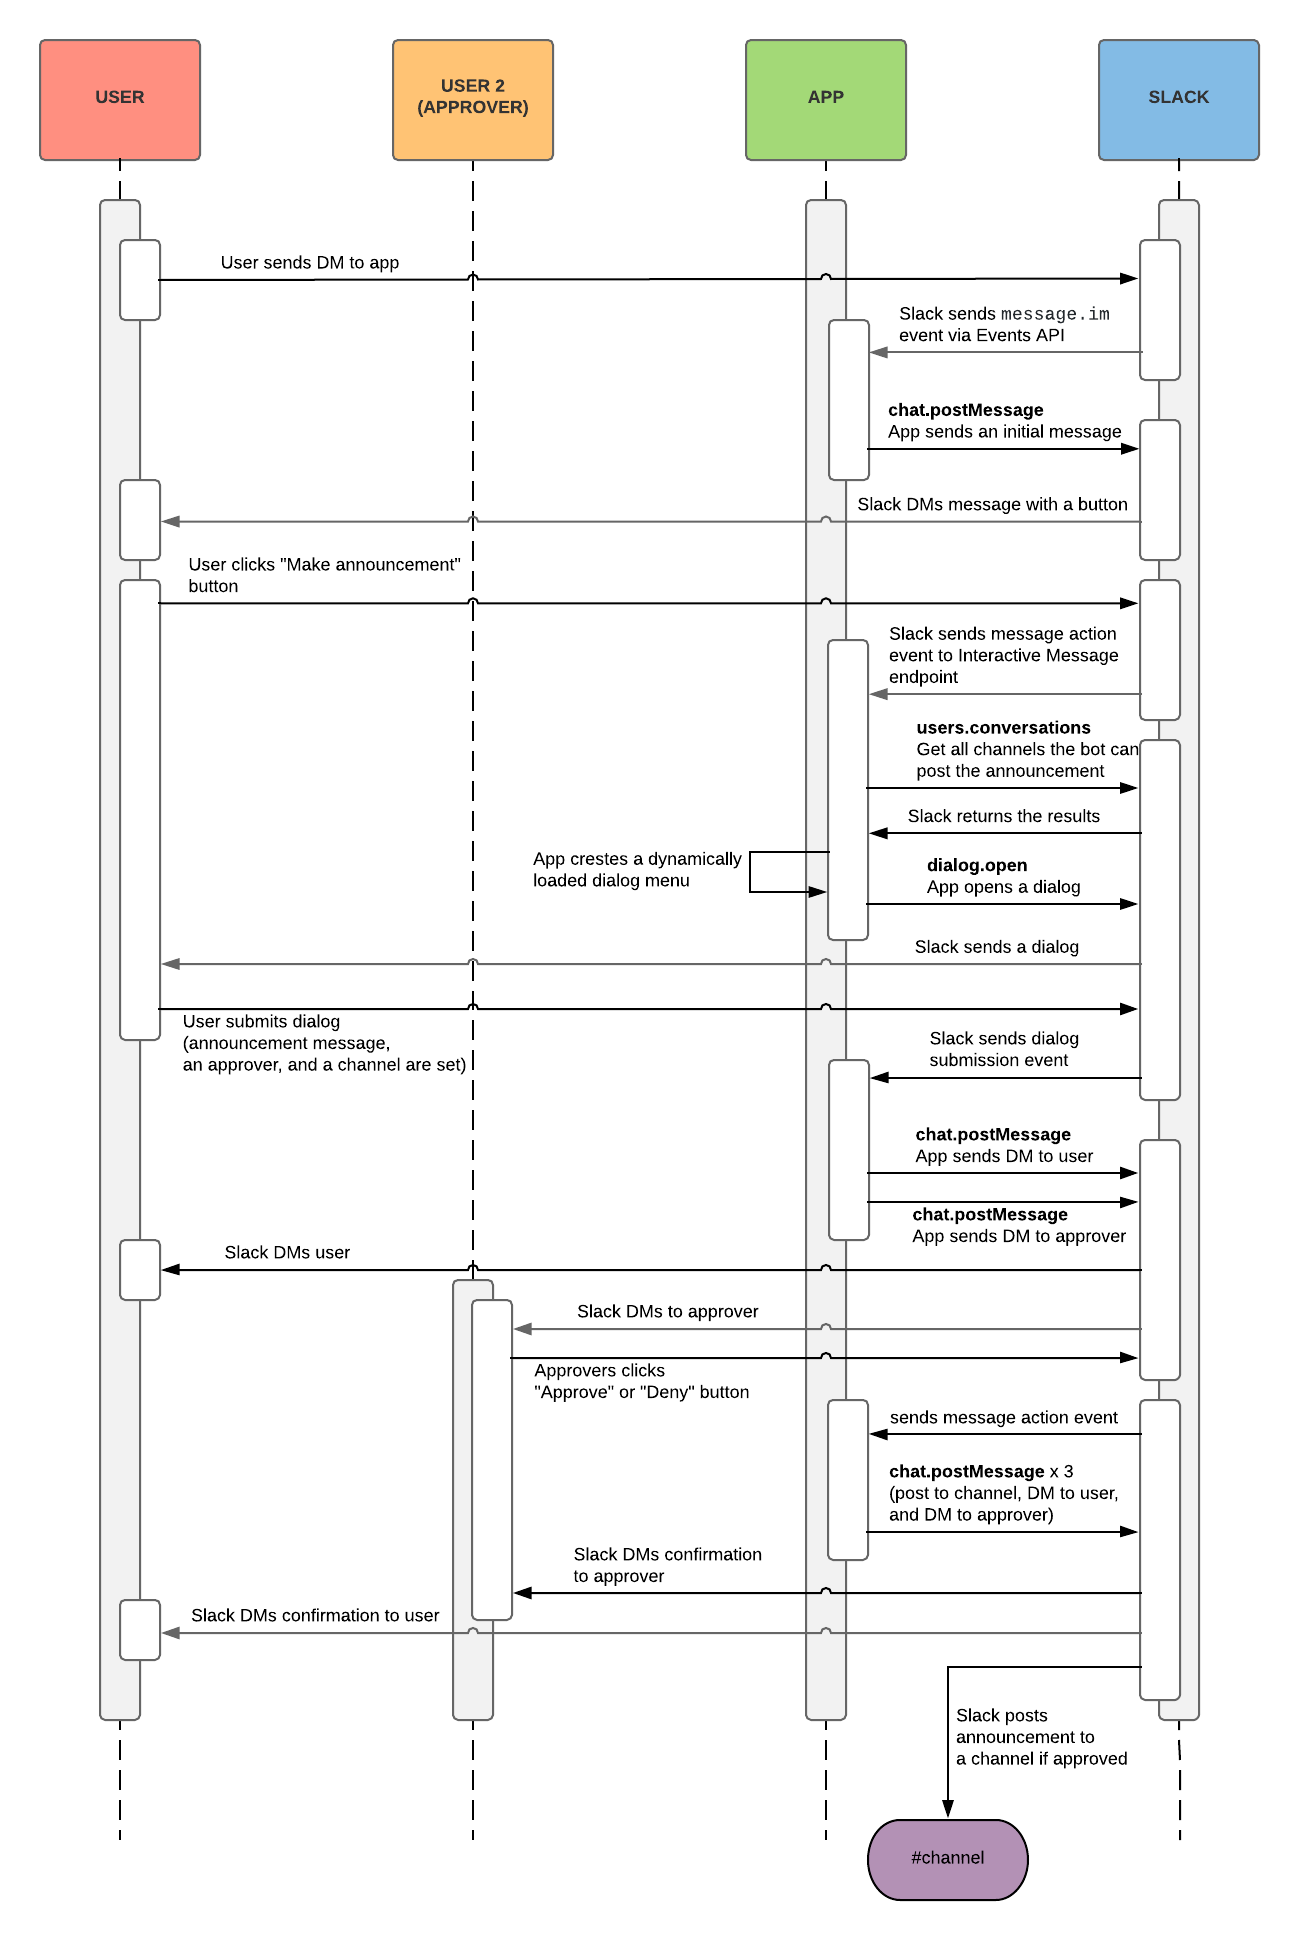 USER
USER 2
(APPROVER)
APP
SLACK
User sends DM to app
Slack sends message.im
event via Events API
chat.postMessage
App sends an initial message
Slack DMs message with a button
User clicks "Make announcement"
button
Slack sends message action
event to Interactive Message
endpoint
users.conversations
Get all channels the bot can
post the announcement
Slack returns the results
App crestes a dynamically
loaded dialog menu
dialog.open
App opens a dialog
Slack sends a dialog
User submits dialog
(announcement message,
an approver, and a channel are set)
Slack sends dialog
submission event
chat.postMessage
App sends DM to user
chat.postMessage
App sends DM to approver
Slack DMs user
Slack DMs to approver
Approvers clicks
"Approve" or "Deny" button
sends message action event
chat.postMessage x 3
(post to channel, DM to user,
and DM to approver)
Slack DMs confirmation
to approver
Slack DMs confirmation to user
Slack posts
announcement to
a channel if approved
#channel